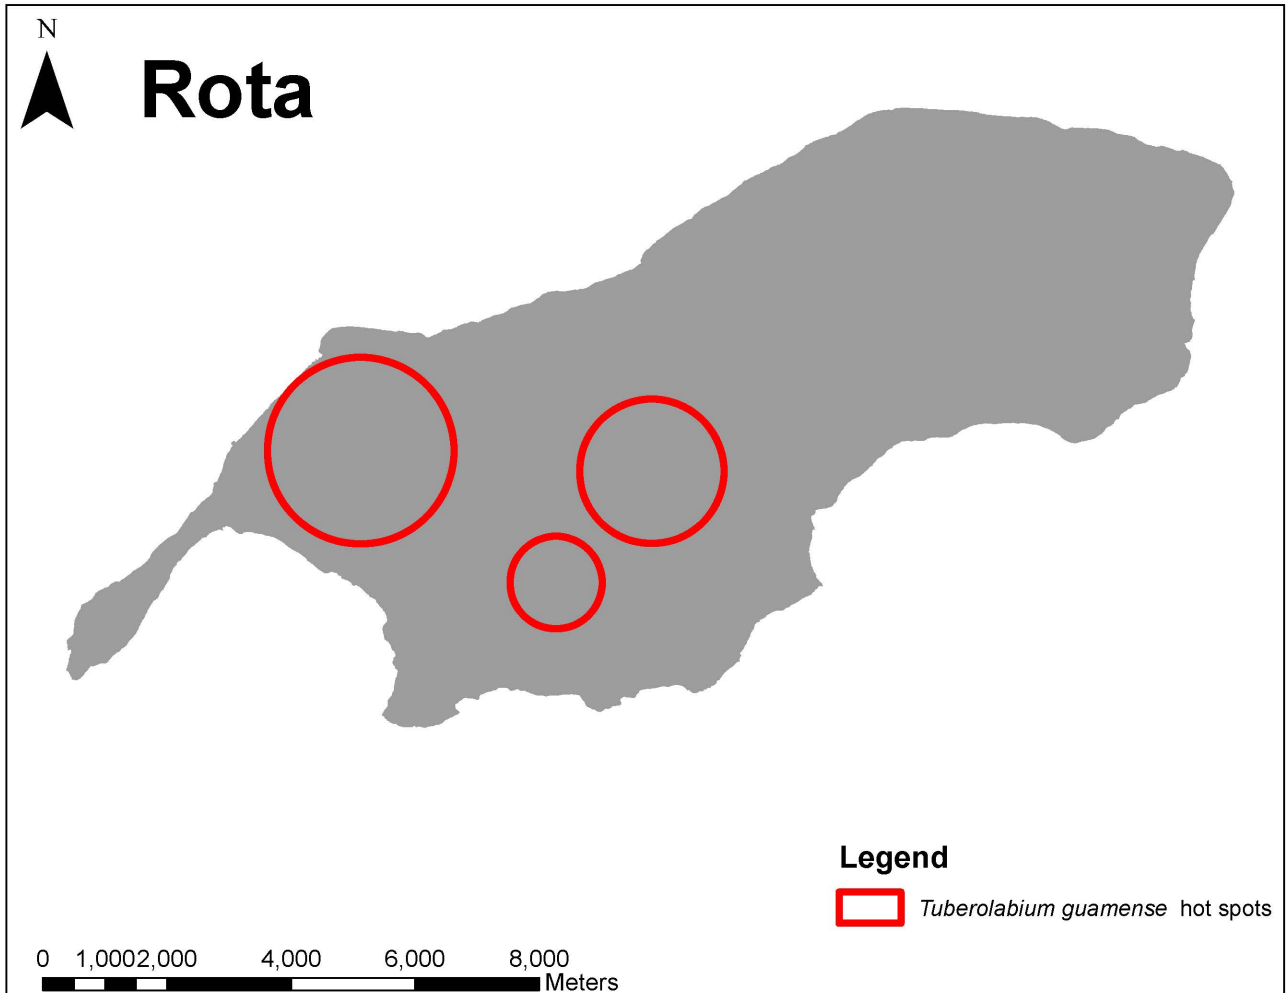 N
Rota
Legend
Tuberolabium guamense hot spots
0 1,0002,000 4,000 6,000 8,000
Meters